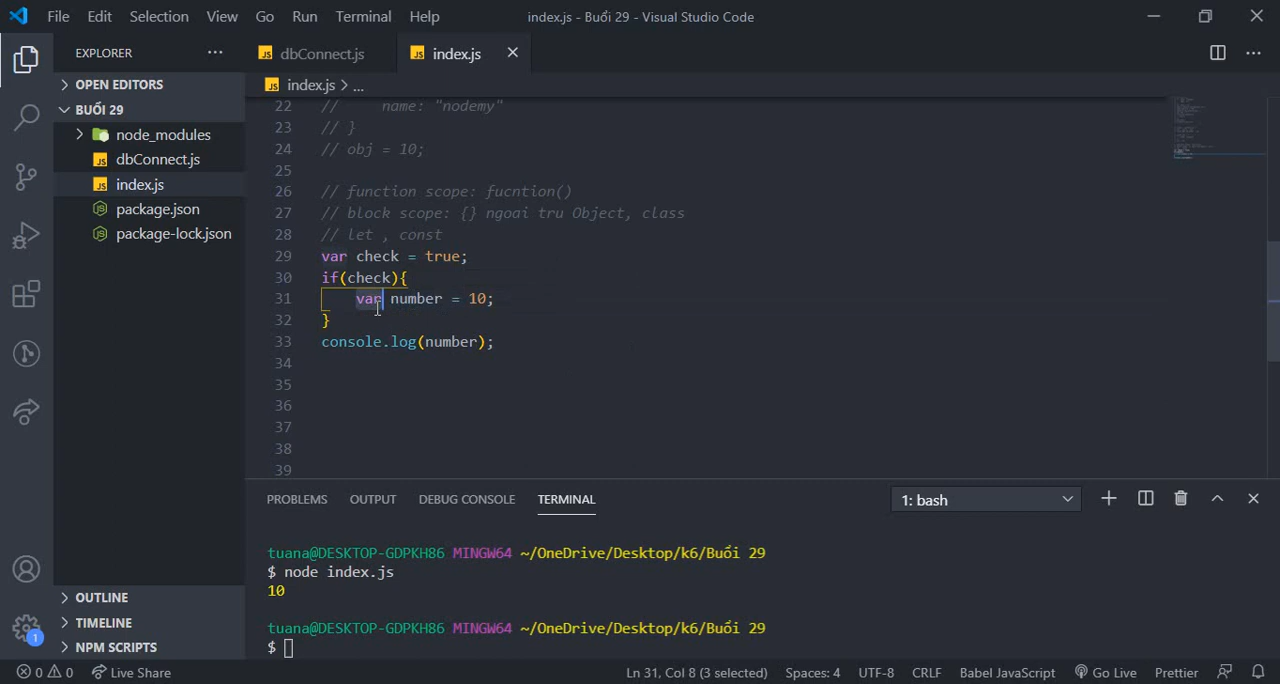 File Edit Selection View Go Run Terminal Help index.js - Buổi 29 - Visual Studio Code
EXPLORER ...
JS dbConnect.js JS index.js
OPEN EDITORS
JS index.js > ...
BUỔI 29
node_modules
JS dbConnect.js
JS index.js
package.json
package-lock.json
22 //     name: "nodemy"
23 // }
24 // obj = 10;
25
26 // function scope: fucntion()
27 // block scope: {} ngoai tru Object, class
28 // let , const
29 var check = true;
30 if(check){
31     var number = 10;
32 }
33 console.log(number);
34
35
36
37
38
39
PROBLEMS OUTPUT DEBUG CONSOLE TERMINAL 1: bash
tuana@DESKTOP-GDPKH86 MINGW64 ~/OneDrive/Desktop/k6/Buổi 29
$ node index.js
10
tuana@DESKTOP-GDPKH86 MINGW64 ~/OneDrive/Desktop/k6/Buổi 29
$
OUTLINE
TIMELINE
NPM SCRIPTS
1
0 0 Live Share Ln 31, Col 8 (3 selected) Spaces: 4 UTF-8 CRLF Babel JavaScript Go Live Prettier